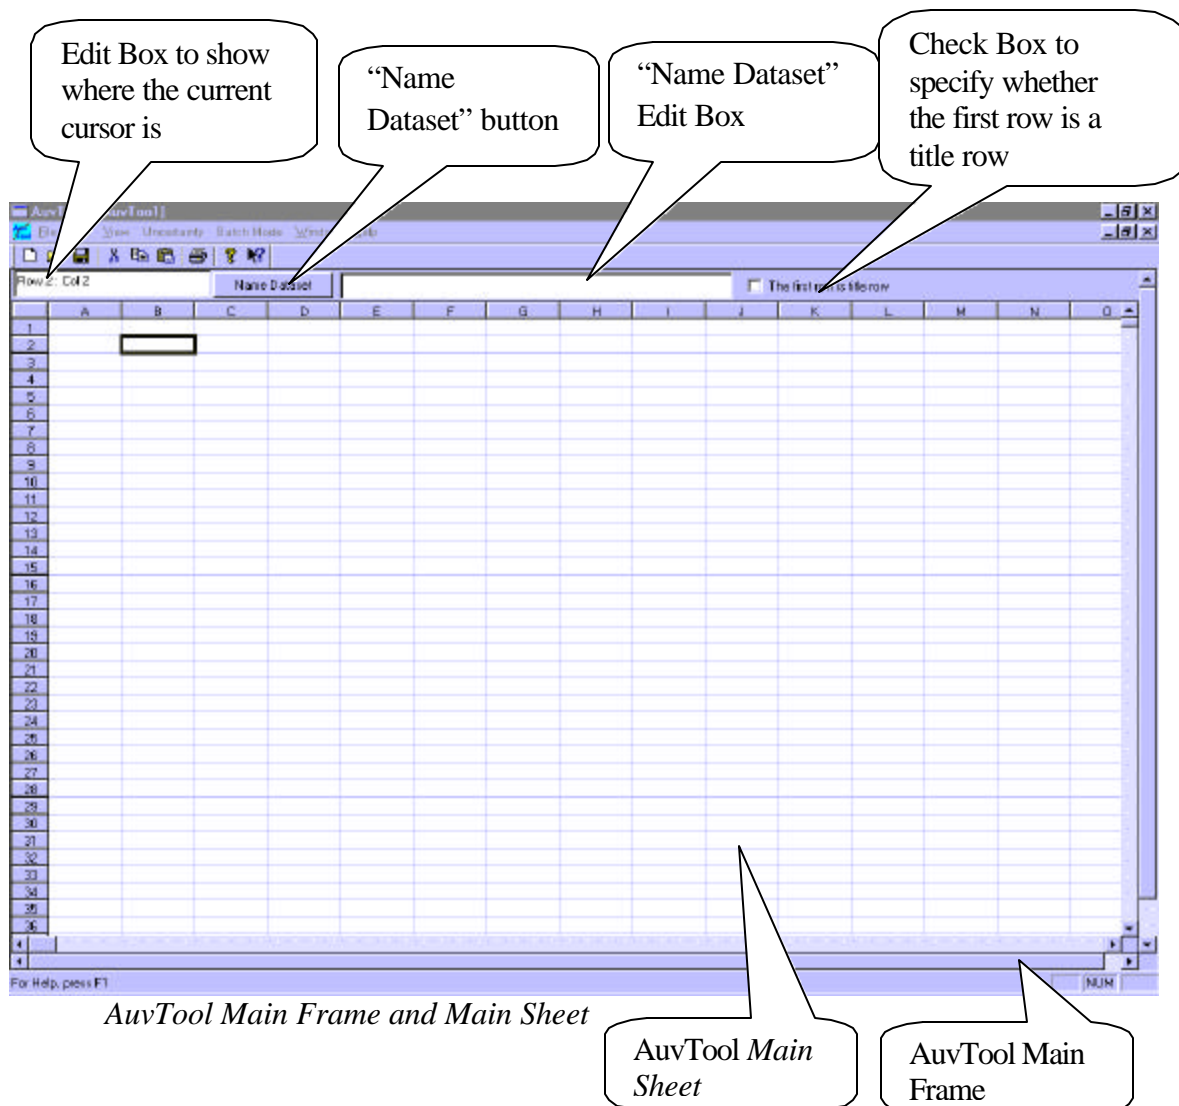 Edit Box to show
where the current
cursor is
“Name
Dataset” button
“Name Dataset”
Edit Box
Check Box to
specify whether
the first row is a
title row
View Uncertainty Batch Mode
Row 2: Col 2
Name Dataset
The first row is title row
A B C D E F G H I J K L M N O
1
2
3
4
5
6
7
8
9
10
11
12
13
14
15
16
17
18
19
20
21
22
23
24
25
26
27
28
29
30
31
32
33
34
35
36
For Help, press F1
NUM
AuvTool Main Frame and Main Sheet
AuvTool Main
Sheet
AuvTool Main
Frame